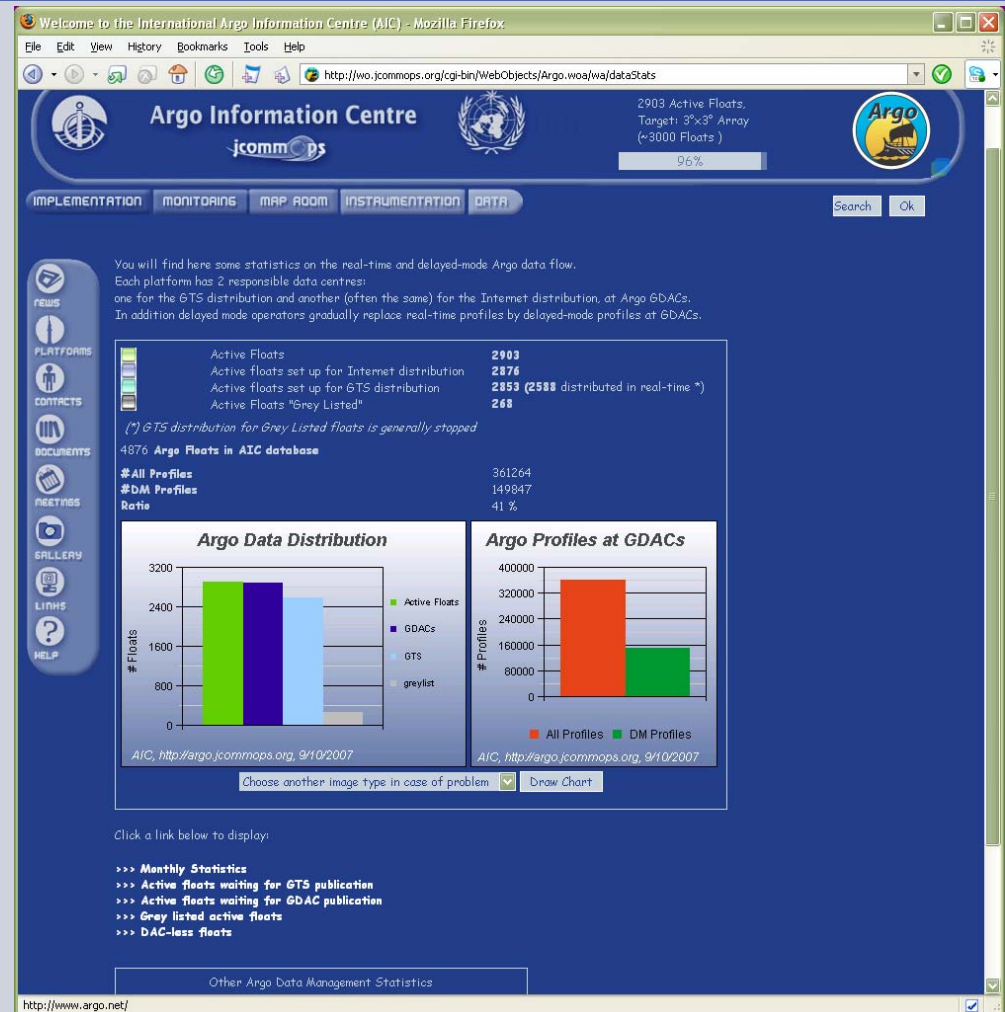 Welcome to the International Argo Information Centre (AIC) - Mozilla Firefox
File Edit View History Bookmarks Tools Help
http://wo.jcommops.org/cgi-bin/WebObjects/Argo.woa/wa/dataStats
Argo Information Centre
jcommops
2903 Active Floats,
Target: 3°x3° Array
(~3000 Floats )
96%
Argo
IMPLEMENTATION MONITORING MAP ROOM INSTRUMENTATION DATA
Search Ok
NEWS
PLATFORMS
CONTACTS
DOCUMENTS
MEETINGS
GALLERY
LINKS
HELP
You will find here some statistics on the real-time and delayed-mode Argo data flow.
Each platform has 2 responsible data centres:
one for the GTS distribution and another (often the same) for the Internet distribution, at Argo GDACs.
In addition delayed mode operators gradually replace real-time profiles by delayed-mode profiles at GDACs.
Active Floats 2903
Active floats set up for Internet distribution 2876
Active floats set up for GTS distribution 2853 (2588 distributed in real-time *)
Active Floats "Grey Listed" 268
(*) GTS distribution for Grey Listed floats is generally stopped
4876 Argo Floats in AIC database
#All Profiles 361264
#DM Profiles 149847
Ratio 41 %
Argo Data Distribution
# Floats
3200
2400
1600
800
0
Active Floats
GDACs
GTS
greylist
AIC, http://argo.jcommops.org, 9/10/2007
Argo Profiles at GDACs
# Profiles
400000
320000
240000
160000
80000
0
All Profiles DM Profiles
AIC, http://argo.jcommops.org, 9/10/2007
Choose another image type in case of problem Draw Chart
Click a link below to display:
>>> Monthly Statistics
>>> Active floats waiting for GTS publication
>>> Active floats waiting for GDAC publication
>>> Grey listed active floats
>>> DAC-less floats
Other Argo Data Management Statistics
http://www.argo.net/